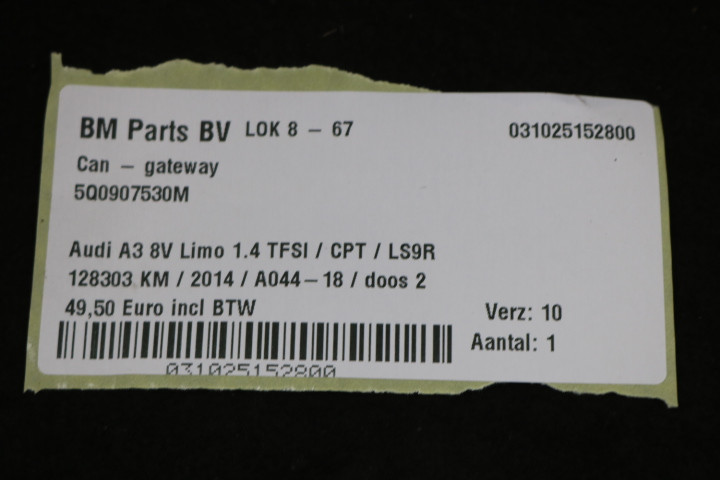 BM Parts BV LOK 8 - 67 031025152800
Can - gateway
5Q0907530M
Audi A3 8V Limo 1.4 TFSI / CPT / LS9R
128303 KM / 2014 / A044-18 / doos 2
49,50 Euro incl BTW Verz: 10
Aantal: 1
031025152800